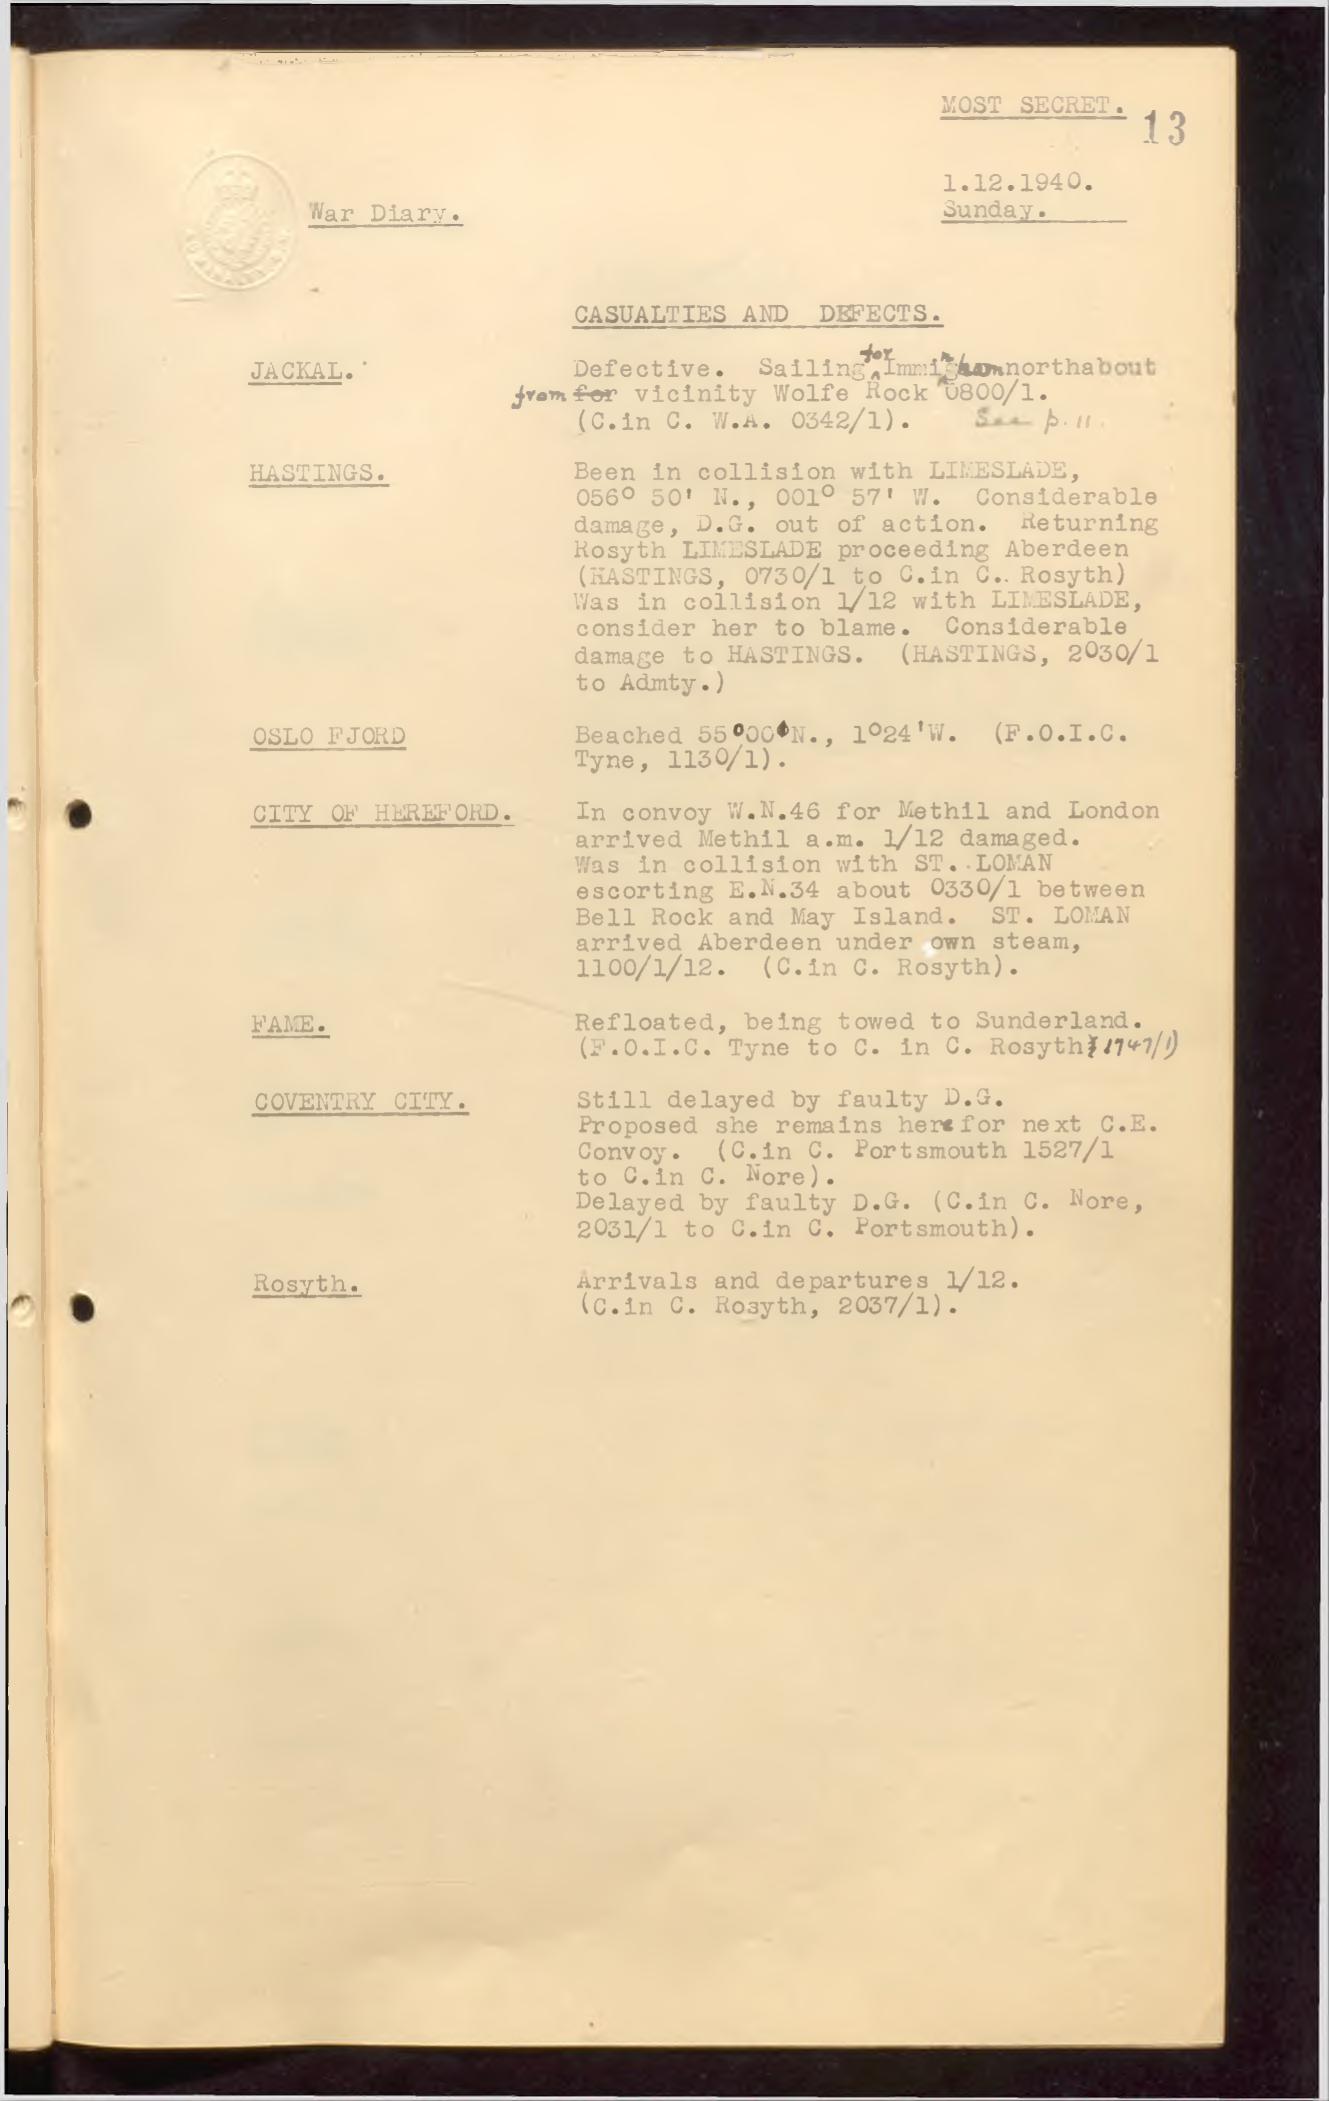 MOST SECRET.
13
1.12.1940.
War Diary.
Sunday.
CASUALTIES AND DEFECTS.
JACKAL. Defective. Sailing for Immingham northabout
from for vicinity Wolfe Rock 0800/1.
(C.in C. W.A. 0342/1). See p. 11.
HASTINGS. Been in collision with LIMESLADE,
056° 50' N., 001° 57' W. Considerable
damage, D.G. out of action. Returning
Rosyth LIMESLADE proceeding Aberdeen
(HASTINGS, 0730/1 to C.in C.. Rosyth)
Was in collision 1/12 with LIMESLADE,
consider her to blame. Considerable
damage to HASTINGS. (HASTINGS, 2030/1
to Admty.)
OSLO FJORD Beached 55°00'N., 1°24'W. (F.O.I.C.
Tyne, 1130/1).
CITY OF HEREFORD. In convoy W.N.46 for Methil and London
arrived Methil a.m. 1/12 damaged.
Was in collision with ST. LOMAN
escorting E.N.34 about 0330/1 between
Bell Rock and May Island. ST. LOMAN
arrived Aberdeen under own steam,
1100/1/12. (C.in C. Rosyth).
FAME. Refloated, being towed to Sunderland.
(F.O.I.C. Tyne to C. in C. Rosyth, 1747/1)
COVENTRY CITY. Still delayed by faulty D.G.
Proposed she remains here for next C.E.
Convoy. (C.in C. Portsmouth 1527/1
to C.in C. Nore).
Delayed by faulty D.G. (C.in C. Nore,
2031/1 to C.in C. Portsmouth).
Rosyth. Arrivals and departures 1/12.
(C.in C. Rosyth, 2037/1).